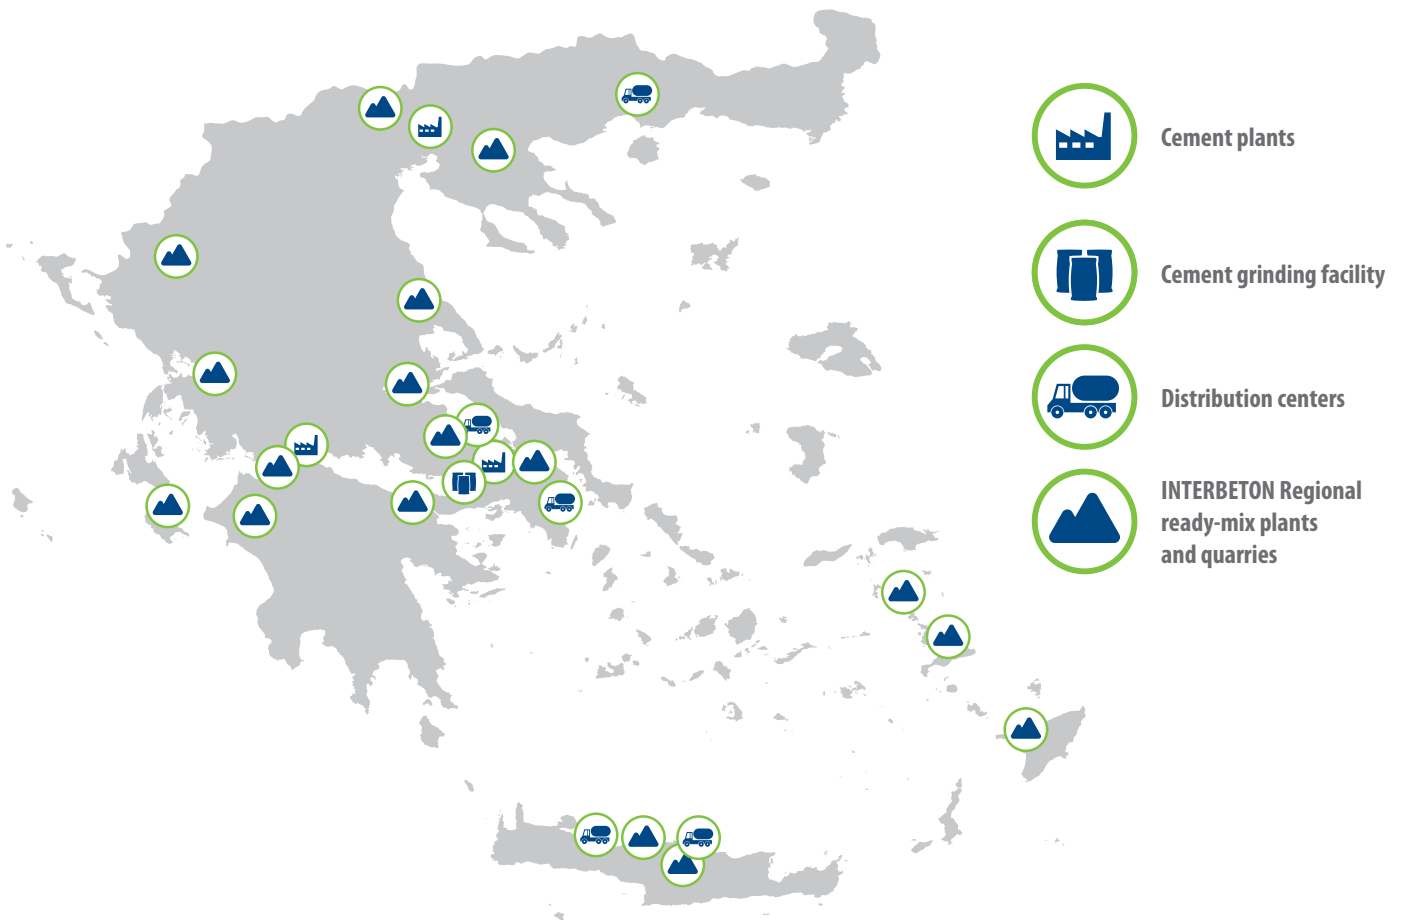 Cement plants
Cement grinding facility
Distribution centers
INTERBETON Regional
ready-mix plants
and quarries